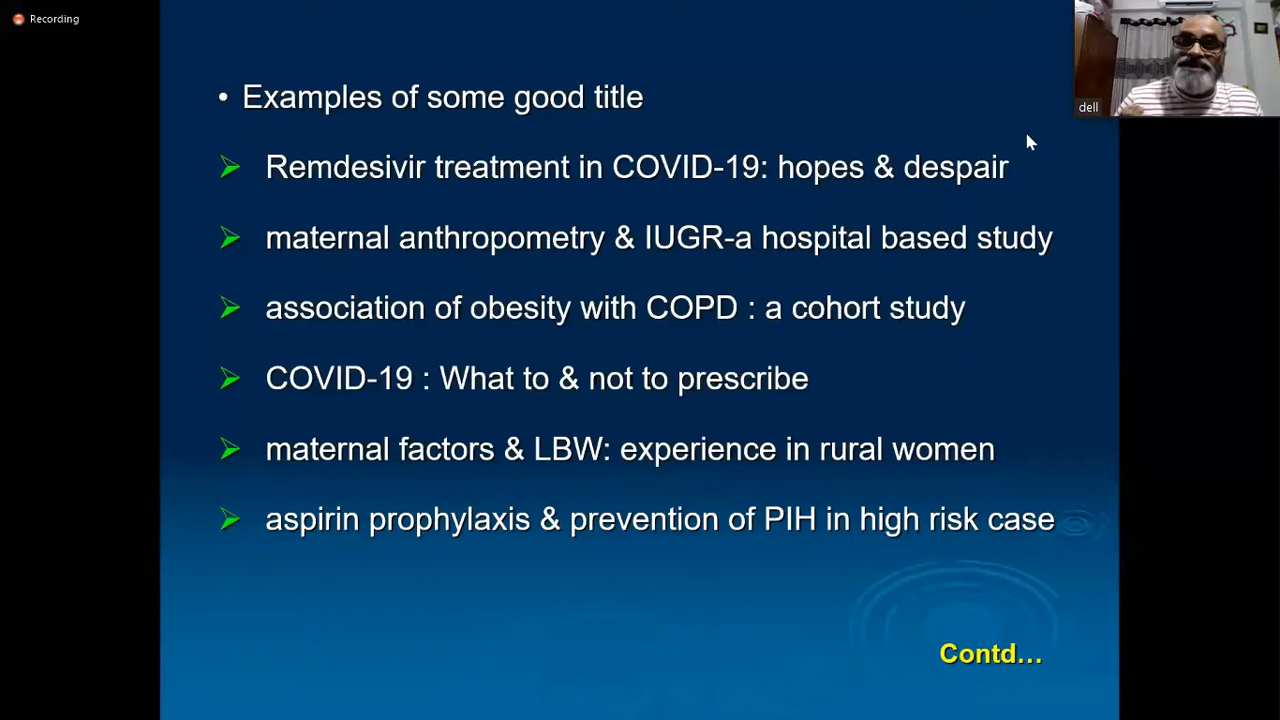 Recording
dell
• Examples of some good title
Remdesivir treatment in COVID-19: hopes & despair
maternal anthropometry & IUGR-a hospital based study
association of obesity with COPD : a cohort study
COVID-19 : What to & not to prescribe
maternal factors & LBW: experience in rural women
aspirin prophylaxis & prevention of PIH in high risk case
Contd...